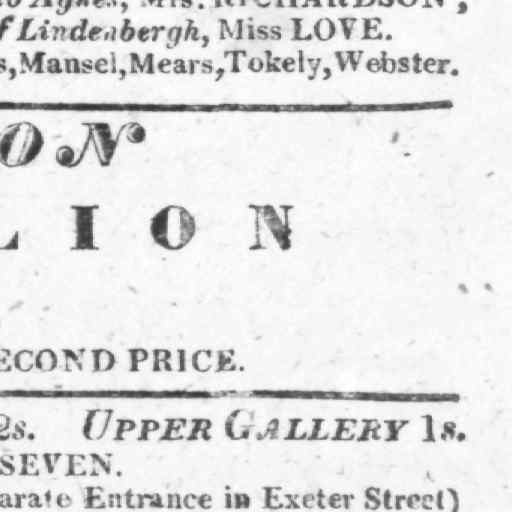 Agnes, Mrs. RICHARDSON,
f Lindenbergh, Miss LOVE.
s, Mansel, Mears, Tokely, Webster.
ON
LION
ECOND PRICE.
2s. UPPER GALLERY 1s.
SEVEN.
arate Entrance in Exeter Street)